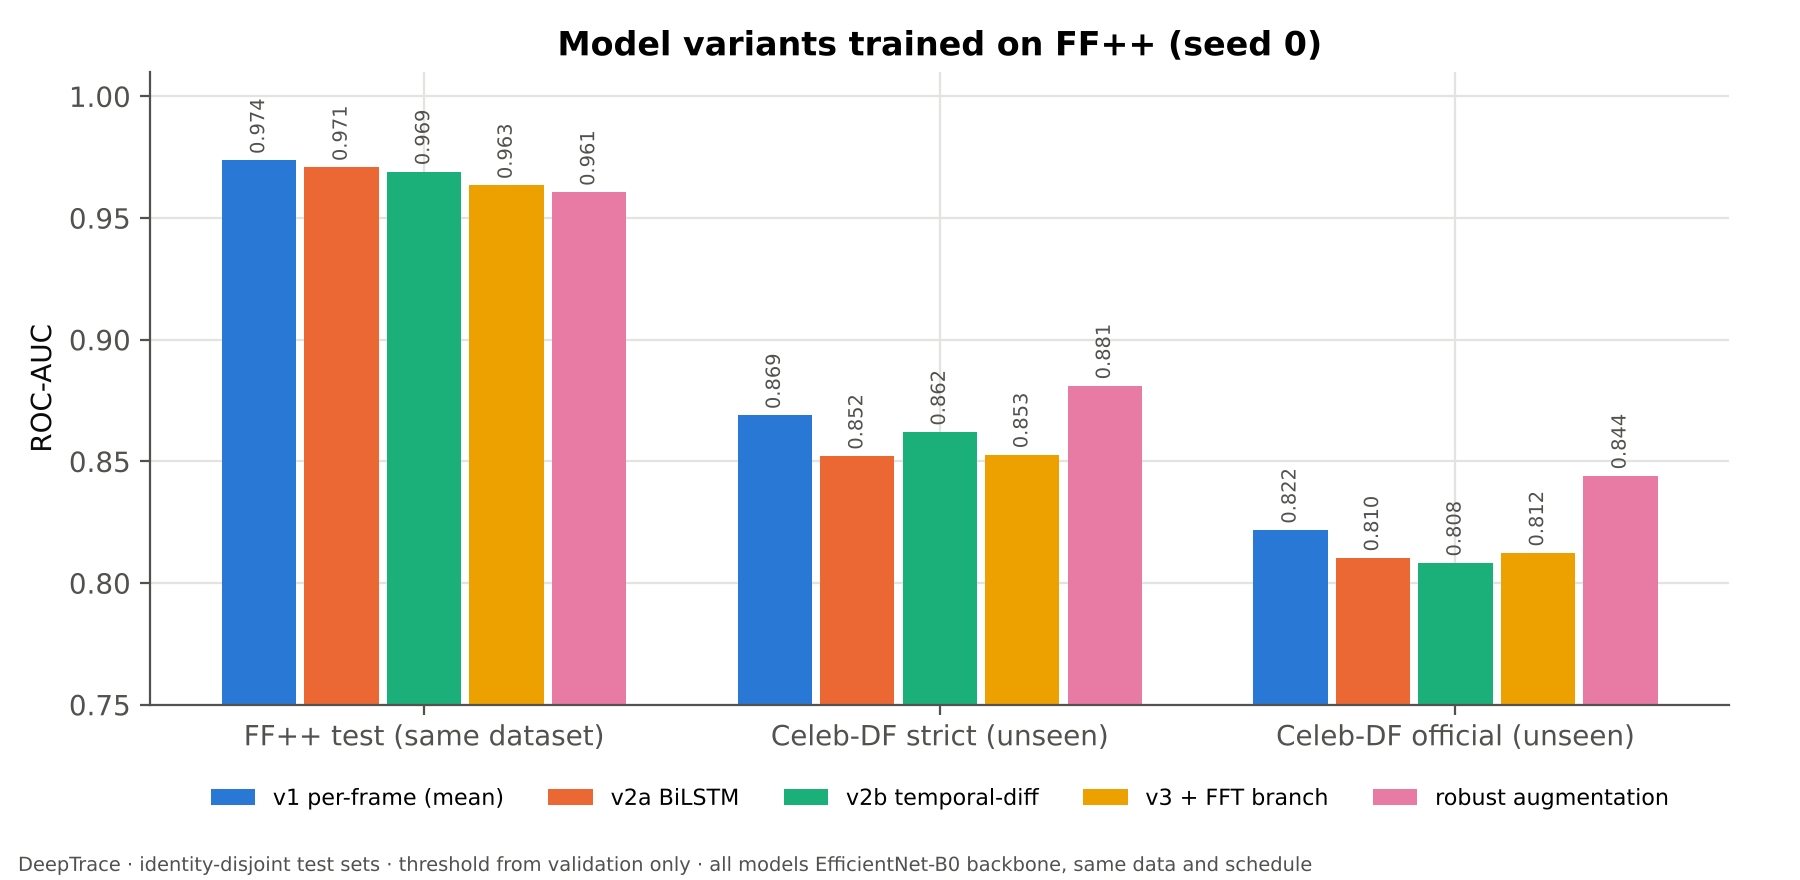 Model variants trained on FF++ (seed 0)
ROC-AUC
1.00
0.95
0.90
0.85
0.80
0.75
0.974
0.971
0.969
0.963
0.961
0.869
0.852
0.862
0.853
0.881
0.822
0.810
0.808
0.812
0.844
FF++ test (same dataset)
Celeb-DF strict (unseen)
Celeb-DF official (unseen)
v1 per-frame (mean)
v2a BiLSTM
v2b temporal-diff
v3 + FFT branch
robust augmentation
DeepTrace · identity-disjoint test sets · threshold from validation only · all models EfficientNet-B0 backbone, same data and schedule